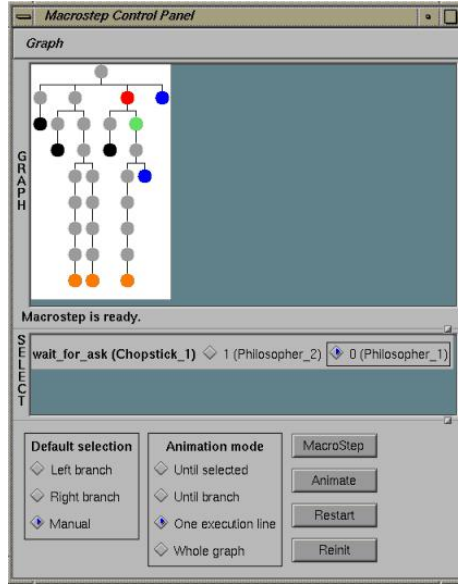 Macrostep Control Panel
Graph
GRAPH
Macrostep is ready.
SELECT
wait_for_ask (Chopstick_1) 1 (Philosopher_2) 0 (Philosopher_1)
Default selection
Left branch
Right branch
Manual
Animation mode
Until selected
Until branch
One execution line
Whole graph
MacroStep
Animate
Restart
Reinit